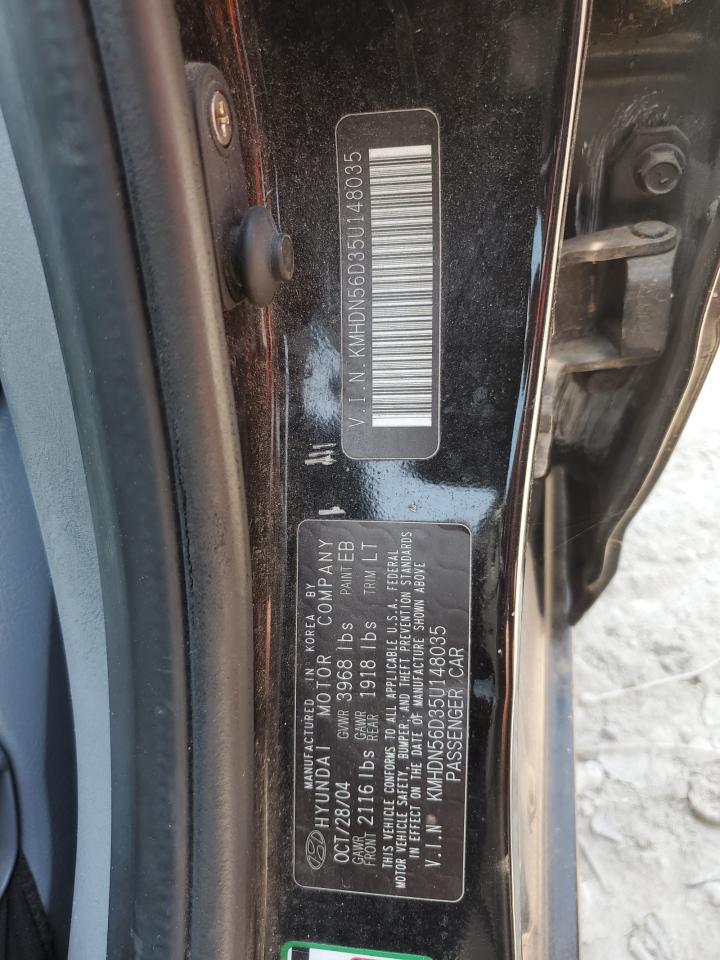 V.I.N. KMHDN56D35U148035
MANUFACTURED IN KOREA BY
HYUNDAI MOTOR COMPANY
OCT/28/04 GVWR 3968 lbs PAINT EB
GAWR FRONT 2116 lbs GAWR REAR 1918 lbs TRIM LT
THIS VEHICLE CONFORMS TO ALL APPLICABLE U.S.A. FEDERAL
MOTOR VEHICLE SAFETY, BUMPER, AND THEFT PREVENTION STANDARDS
IN EFFECT ON THE DATE OF MANUFACTURE SHOWN ABOVE
V.I.N KMHDN56D35U148035
PASSENGER CAR